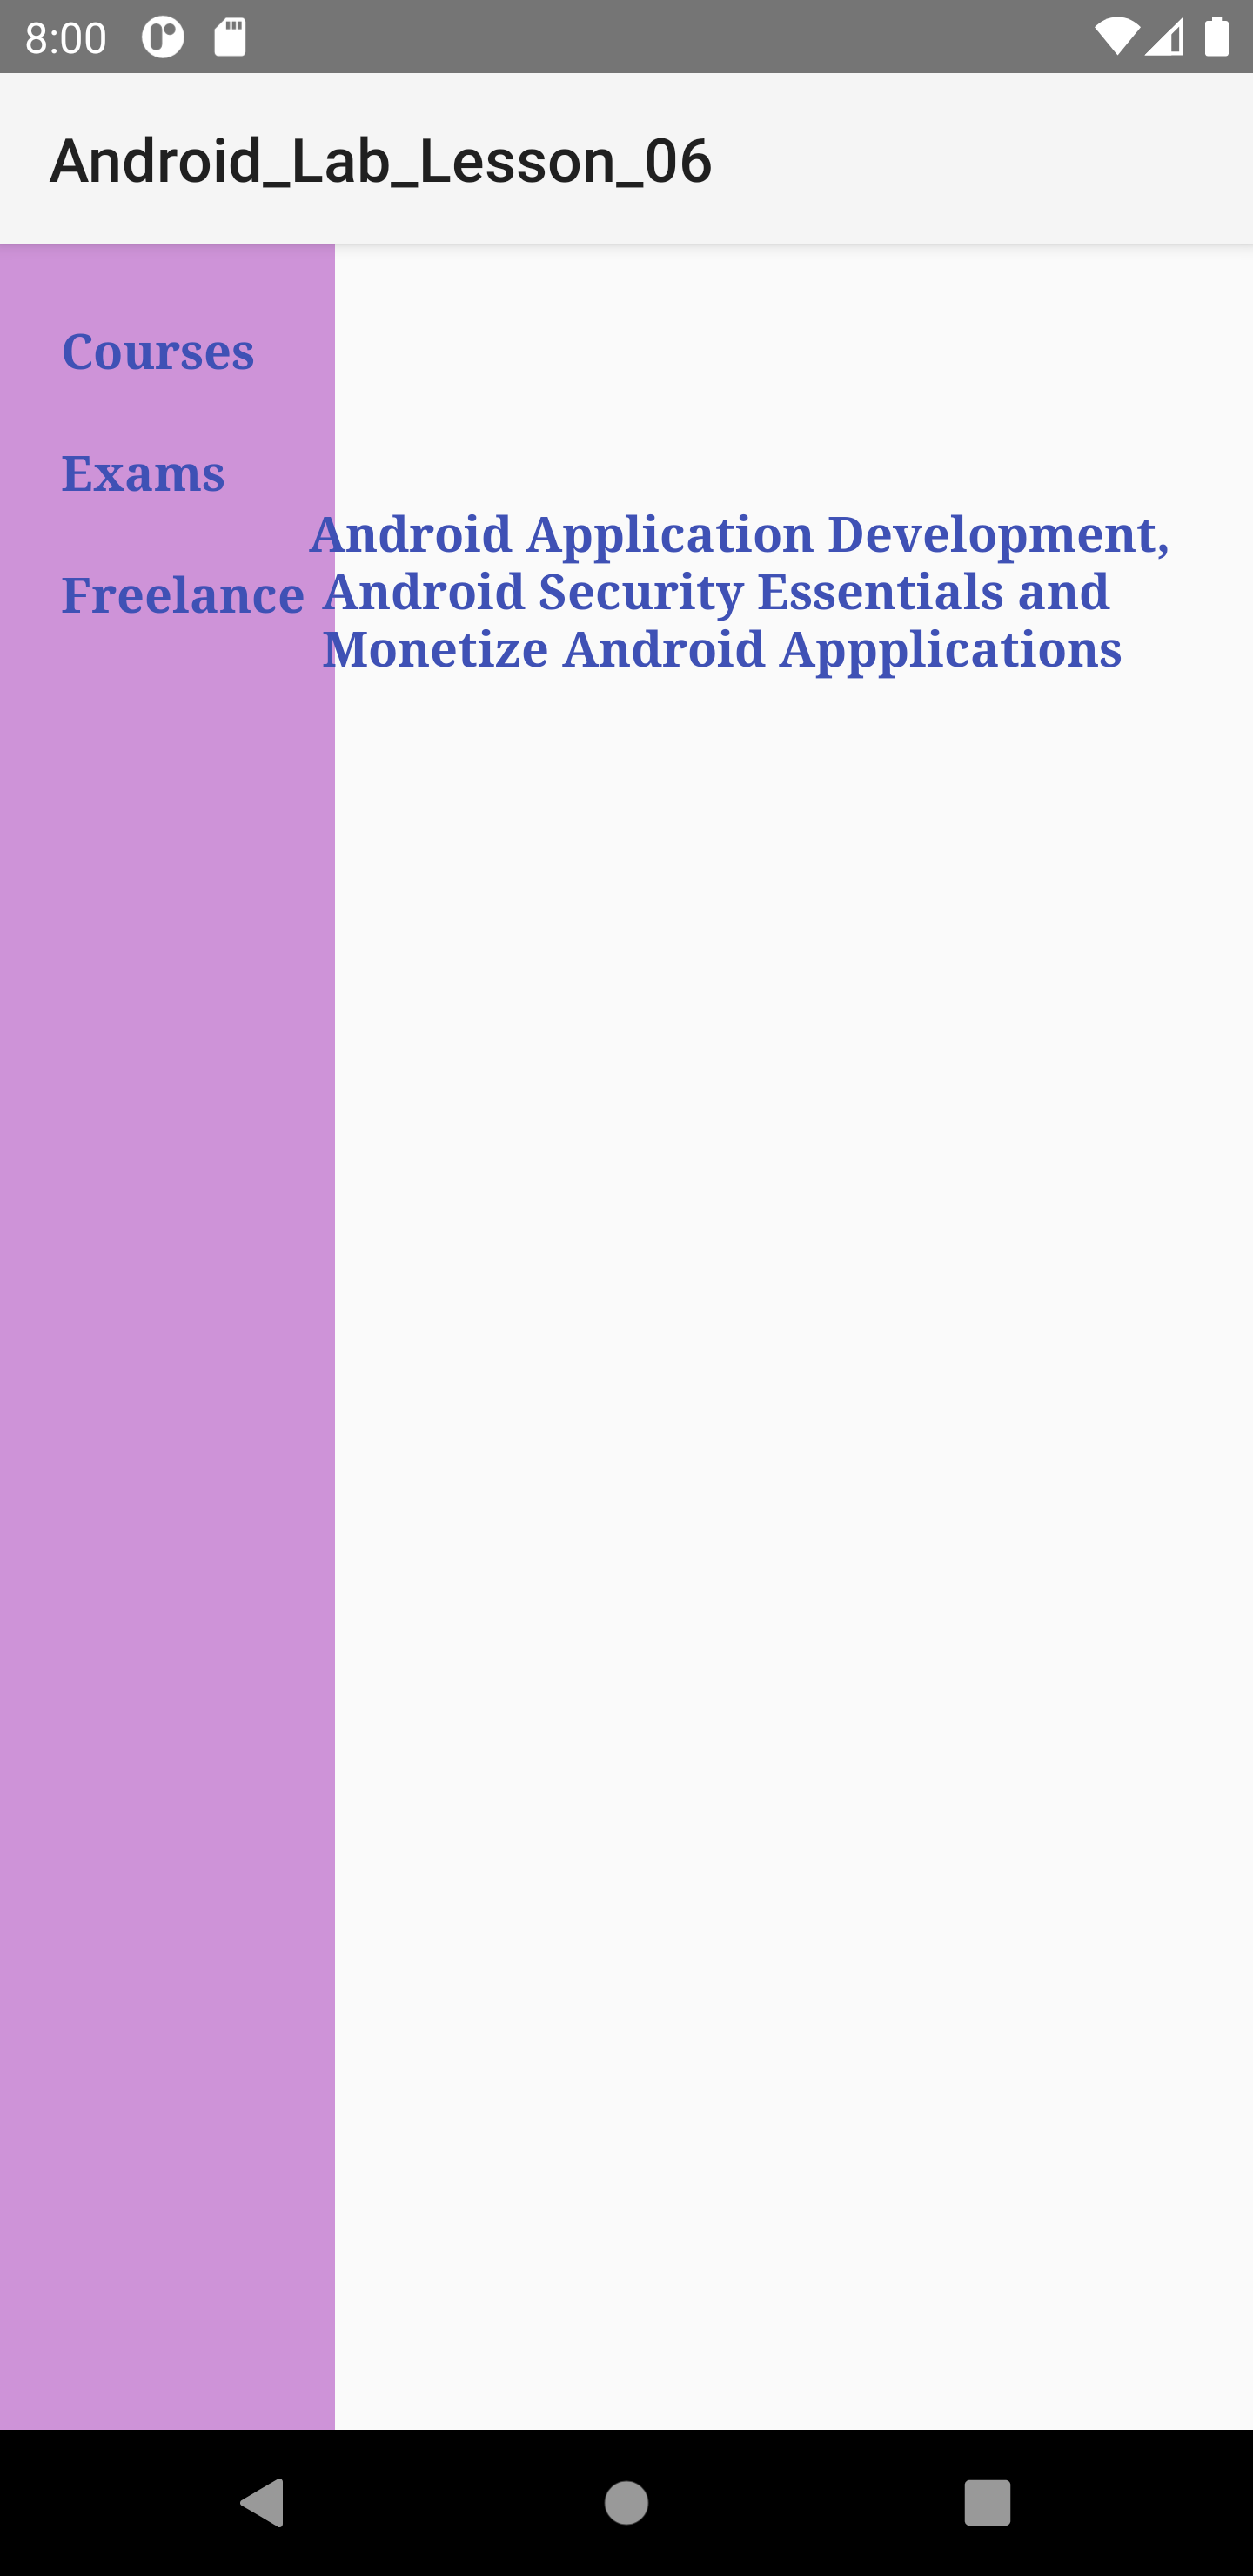 8:00
Android_Lab_Lesson_06
Courses
Exams
Freelance
Android Application Development,
Android Security Essentials and
Monetize Android Appplications